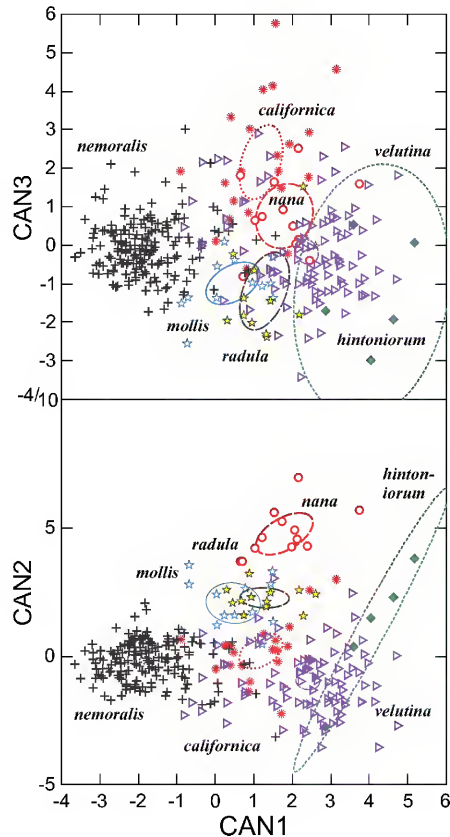 6
5
4
3
2
1
0
-1
-2
-3
-4/10
CAN3
californica
nemoralis
velutina
nana
mollis
radula
hintoniorum
5
0
-5
CAN2
hinton-
iorum
nana
radula
mollis
nemoralis
californica
velutina
-4 -3 -2 -1 0 1 2 3 4 5 6
CAN1